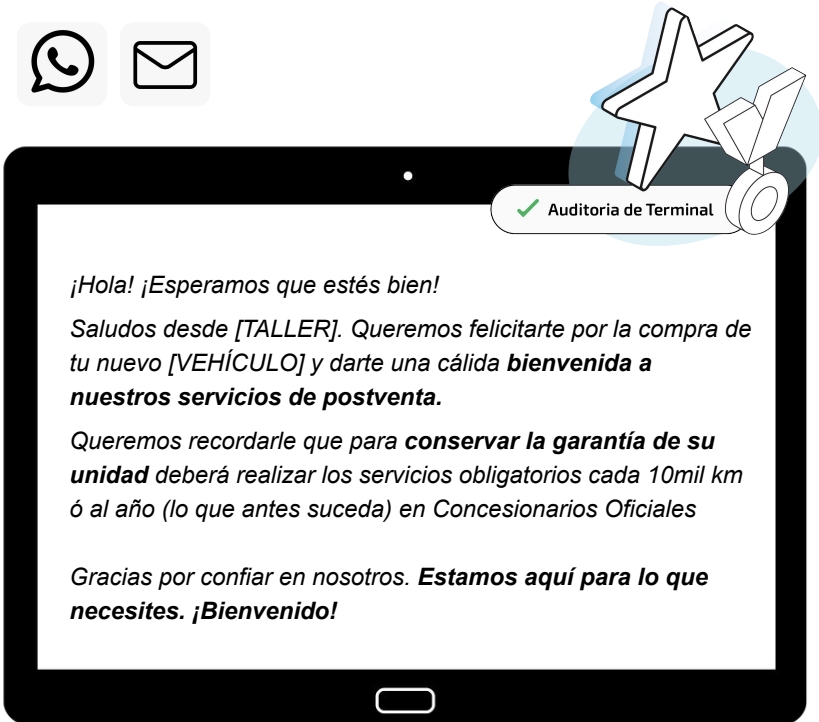 Auditoria de Terminal
¡Hola! ¡Esperamos que estés bien!
Saludos desde [TALLER]. Queremos felicitarte por la compra de
tu nuevo [VEHÍCULO] y darte una cálida bienvenida a
nuestros servicios de postventa.
Queremos recordarle que para conservar la garantía de su
unidad deberá realizar los servicios obligatorios cada 10mil km
ó al año (lo que antes suceda) en Concesionarios Oficiales
Gracias por confiar en nosotros. Estamos aquí para lo que
necesites. ¡Bienvenido!